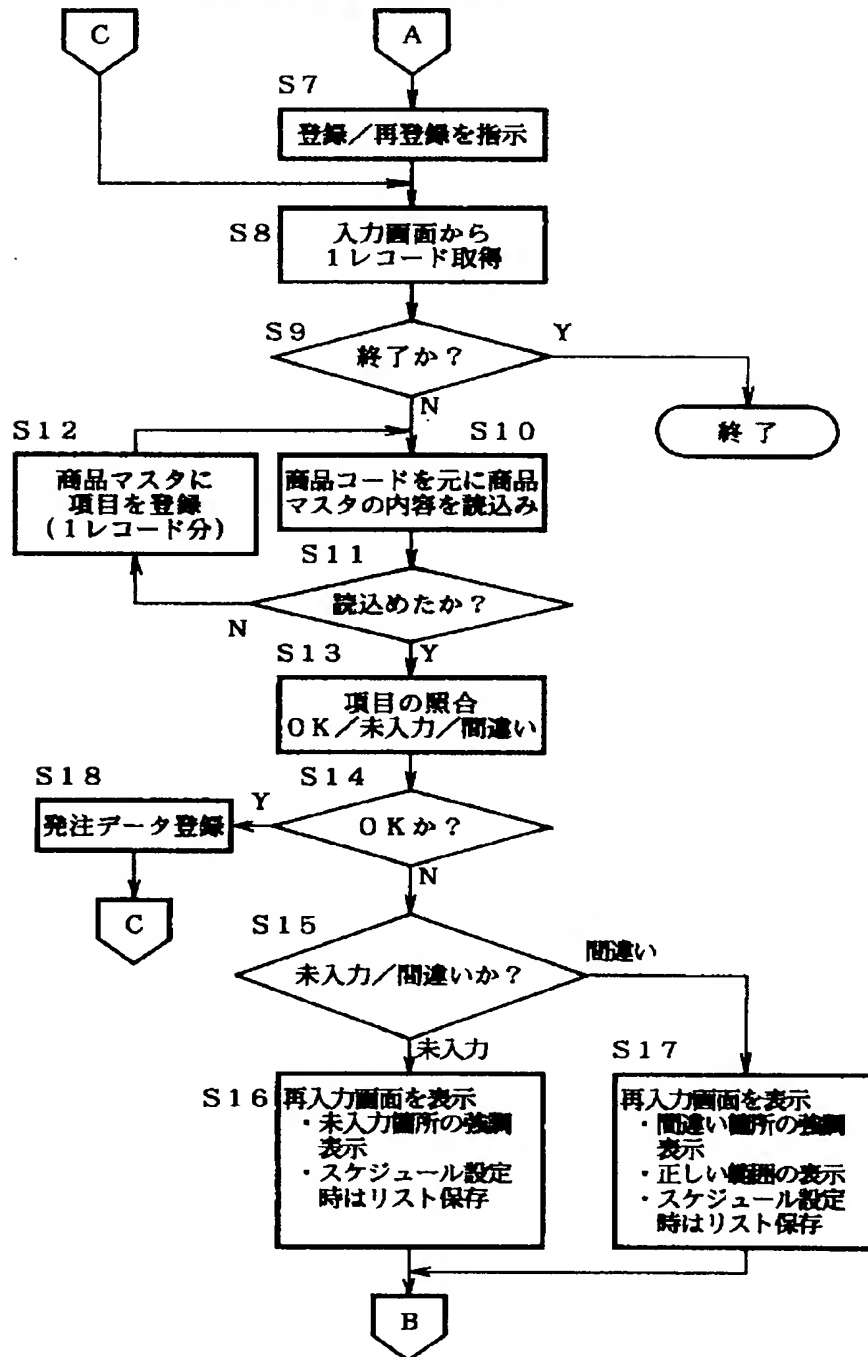 C
A
S7
登録／再登録を指示
S8
入力画面から
1レコード取得
S9
終了か？
Y
N
終了
S12
商品マスタに
項目を登録
(1レコード分)
S10
商品コードを元に商品
マスタの内容を読込み
S11
読込めたか？
N
Y
S13
項目の照合
OK／未入力／間違い
S14
OKか？
Y
N
S18
発注データ登録
C
S15
未入力／間違いか？
間違い
未入力
S16
再入力画面を表示
・未入力箇所の強調
表示
・スケジュール設定
時はリスト保存
S17
再入力画面を表示
・間違い箇所の強調
表示
・正しい範囲の表示
・スケジュール設定
時はリスト保存
B